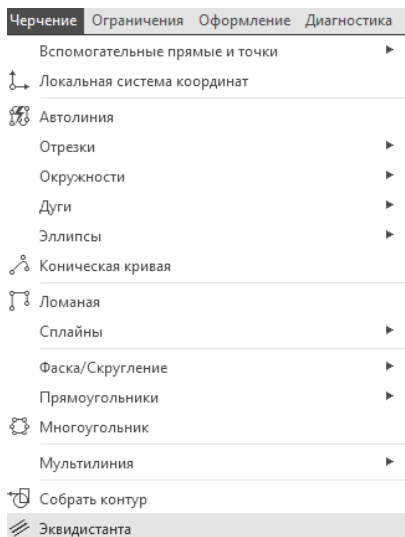 Черчение Ограничения Оформление Диагностика
Вспомогательные прямые и точки
Локальная система координат
Автолиния
Отрезки
Окружности
Дуги
Эллипсы
Коническая кривая
Ломаная
Сплайны
Фаска/Скругление
Прямоугольники
Многоугольник
Мультилиния
Собрать контур
Эквидистанта